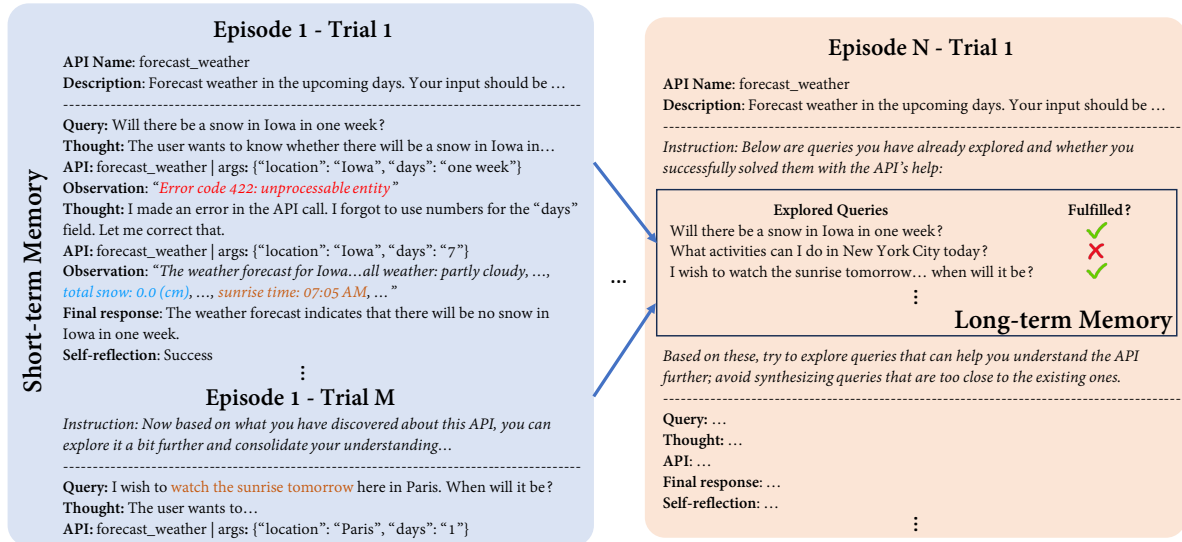 Short-term Memory
Episode 1 - Trial 1
API Name: forecast_weather
Description: Forecast weather in the upcoming days. Your input should be …
Query: Will there be a snow in Iowa in one week?
Thought: The user wants to know whether there will be a snow in Iowa in…
API: forecast_weather | args: {“location”: “Iowa”, “days”: “one week”}
Observation: “Error code 422: unprocessable entity”
Thought: I made an error in the API call. I forgot to use numbers for the “days”
field. Let me correct that.
API: forecast_weather | args: {“location”: “Iowa”, “days”: “7”}
Observation: “The weather forecast for Iowa…all weather: partly cloudy, …,
total snow: 0.0 (cm), …, sunrise time: 07:05 AM, … ”
Final response: The weather forecast indicates that there will be no snow in
Iowa in one week.
Self-reflection: Success
⋮
Episode 1 - Trial M
Instruction: Now based on what you have discovered about this API, you can
explore it a bit further and consolidate your understanding…
Query: I wish to watch the sunrise tomorrow here in Paris. When will it be?
Thought: The user wants to…
API: forecast_weather | args: {“location”: “Paris”, “days”: “1”}
…
Episode N - Trial 1
API Name: forecast_weather
Description: Forecast weather in the upcoming days. Your input should be …
Instruction: Below are queries you have already explored and whether you
successfully solved them with the API’s help:
Explored Queries Fulfilled?
Will there be a snow in Iowa in one week? ✓
What activities can I do in New York City today? ✗
I wish to watch the sunrise tomorrow… when will it be? ✓
⋮
Long-term Memory
Based on these, try to explore queries that can help you understand the API
further; avoid synthesizing queries that are too close to the existing ones.
Query: …
Thought: …
API: …
Final response: …
Self-reflection: …
⋮